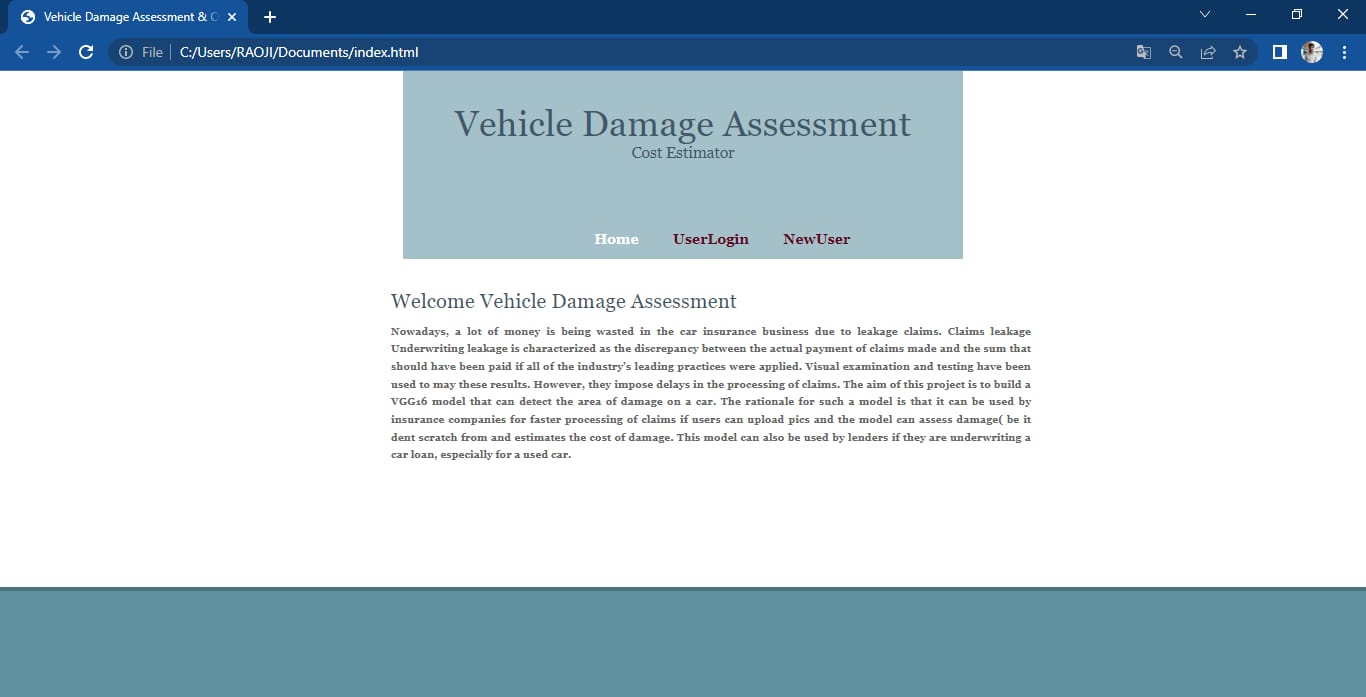 Vehicle Damage Assessment & C
File
C:/Users/RAOJI/Documents/index.html
Vehicle Damage Assessment
Cost Estimator
Home UserLogin NewUser
Welcome Vehicle Damage Assessment
Nowadays, a lot of money is being wasted in the car insurance business due to leakage claims. Claims leakage
Underwriting leakage is characterized as the discrepancy between the actual payment of claims made and the sum that
should have been paid if all of the industry's leading practices were applied. Visual examination and testing have been
used to may these results. However, they impose delays in the processing of claims. The aim of this project is to build a
VGG16 model that can detect the area of damage on a car. The rationale for such a model is that it can be used by
insurance companies for faster processing of claims if users can upload pics and the model can assess damage( be it
dent scratch from and estimates the cost of damage. This model can also be used by lenders if they are underwriting a
car loan, especially for a used car.